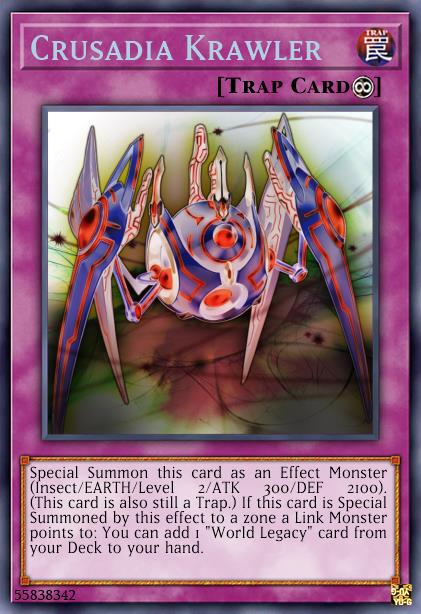 CRUSADIA KRAWLER
TRAP
罠
[TRAP CARD]
Special Summon this card as an Effect Monster
(Insect/EARTH/Level 2/ATK 300/DEF 2100).
(This card is also still a Trap.) If this card is Special
Summoned by this effect to a zone a Link Monster
points to: You can add 1 "World Legacy" card from
your Deck to your hand.
55838342